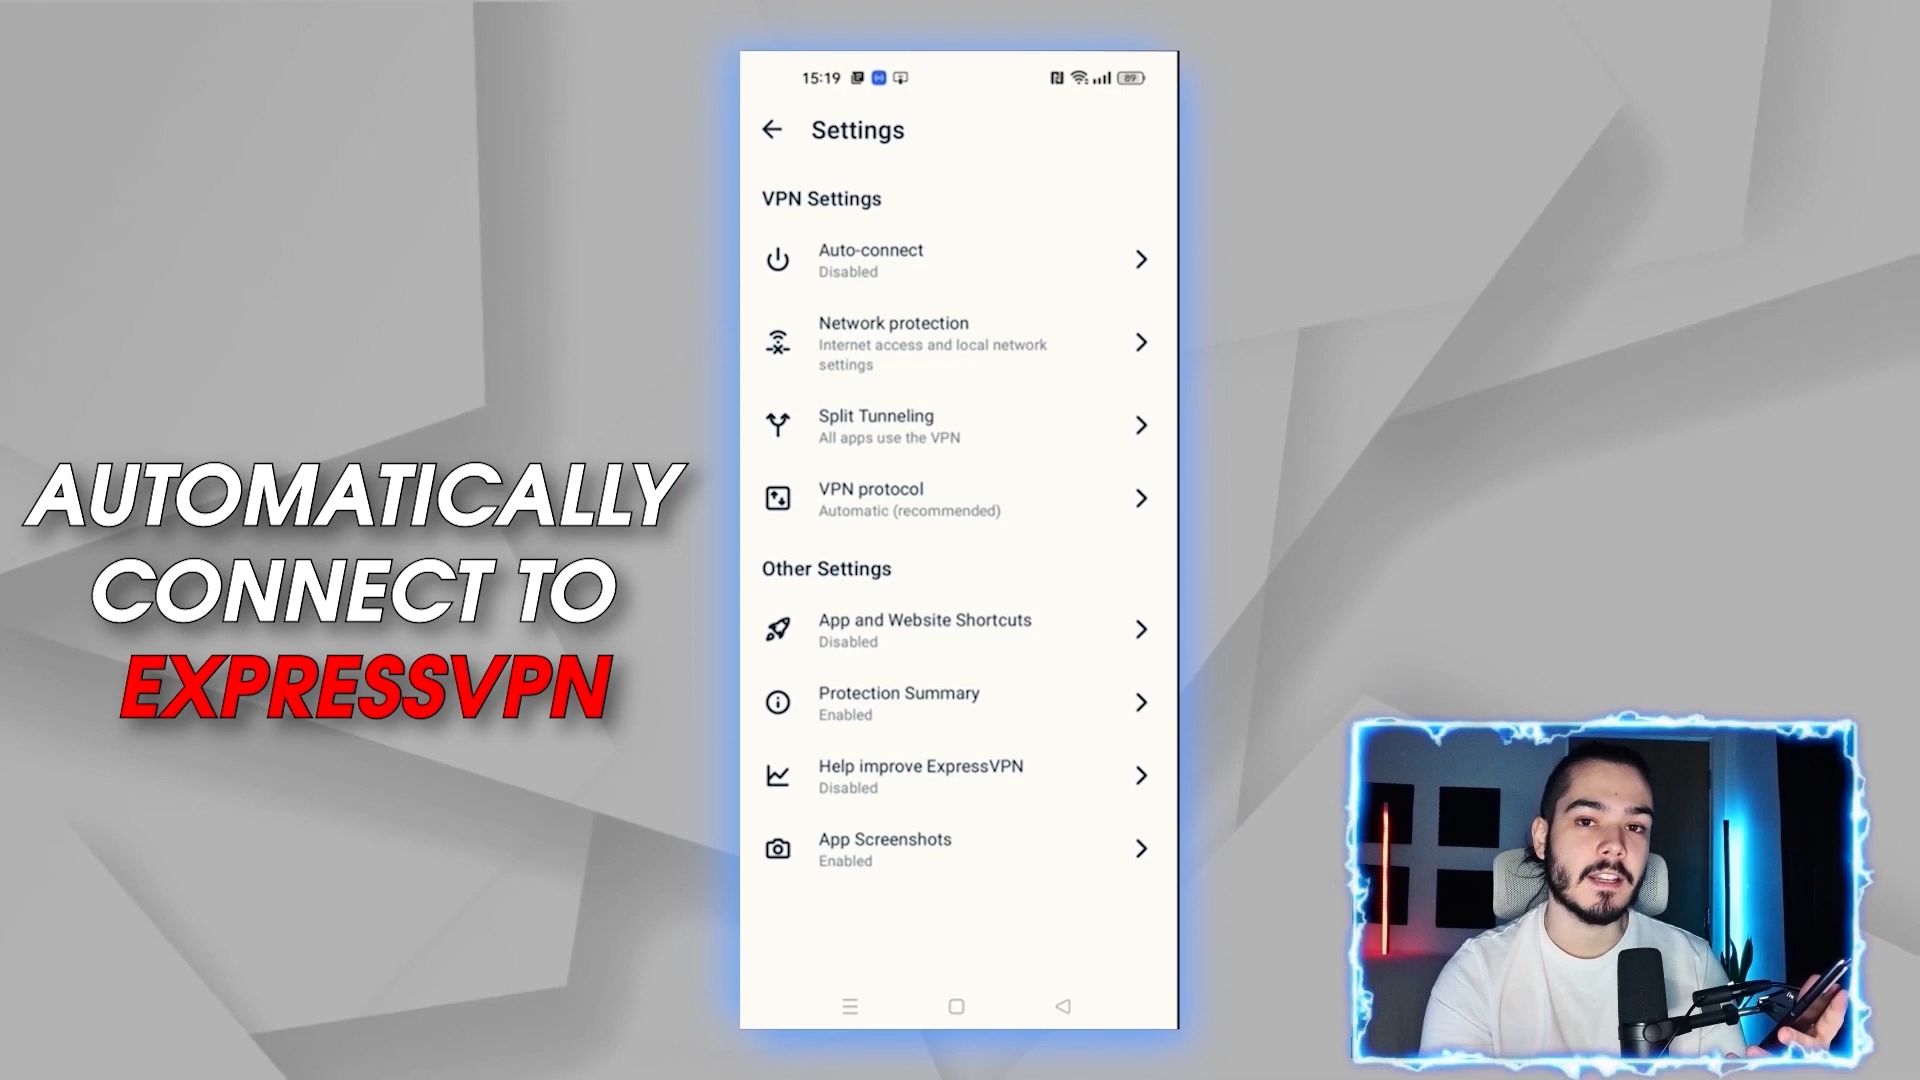 AUTOMATICALLY
CONNECT TO
EXPRESSVPN
15:19
89
Settings
VPN Settings
Auto-connect
Disabled
Network protection
Internet access and local network
settings
Split Tunneling
All apps use the VPN
VPN protocol
Automatic (recommended)
Other Settings
App and Website Shortcuts
Disabled
Protection Summary
Enabled
Help improve ExpressVPN
Disabled
App Screenshots
Enabled